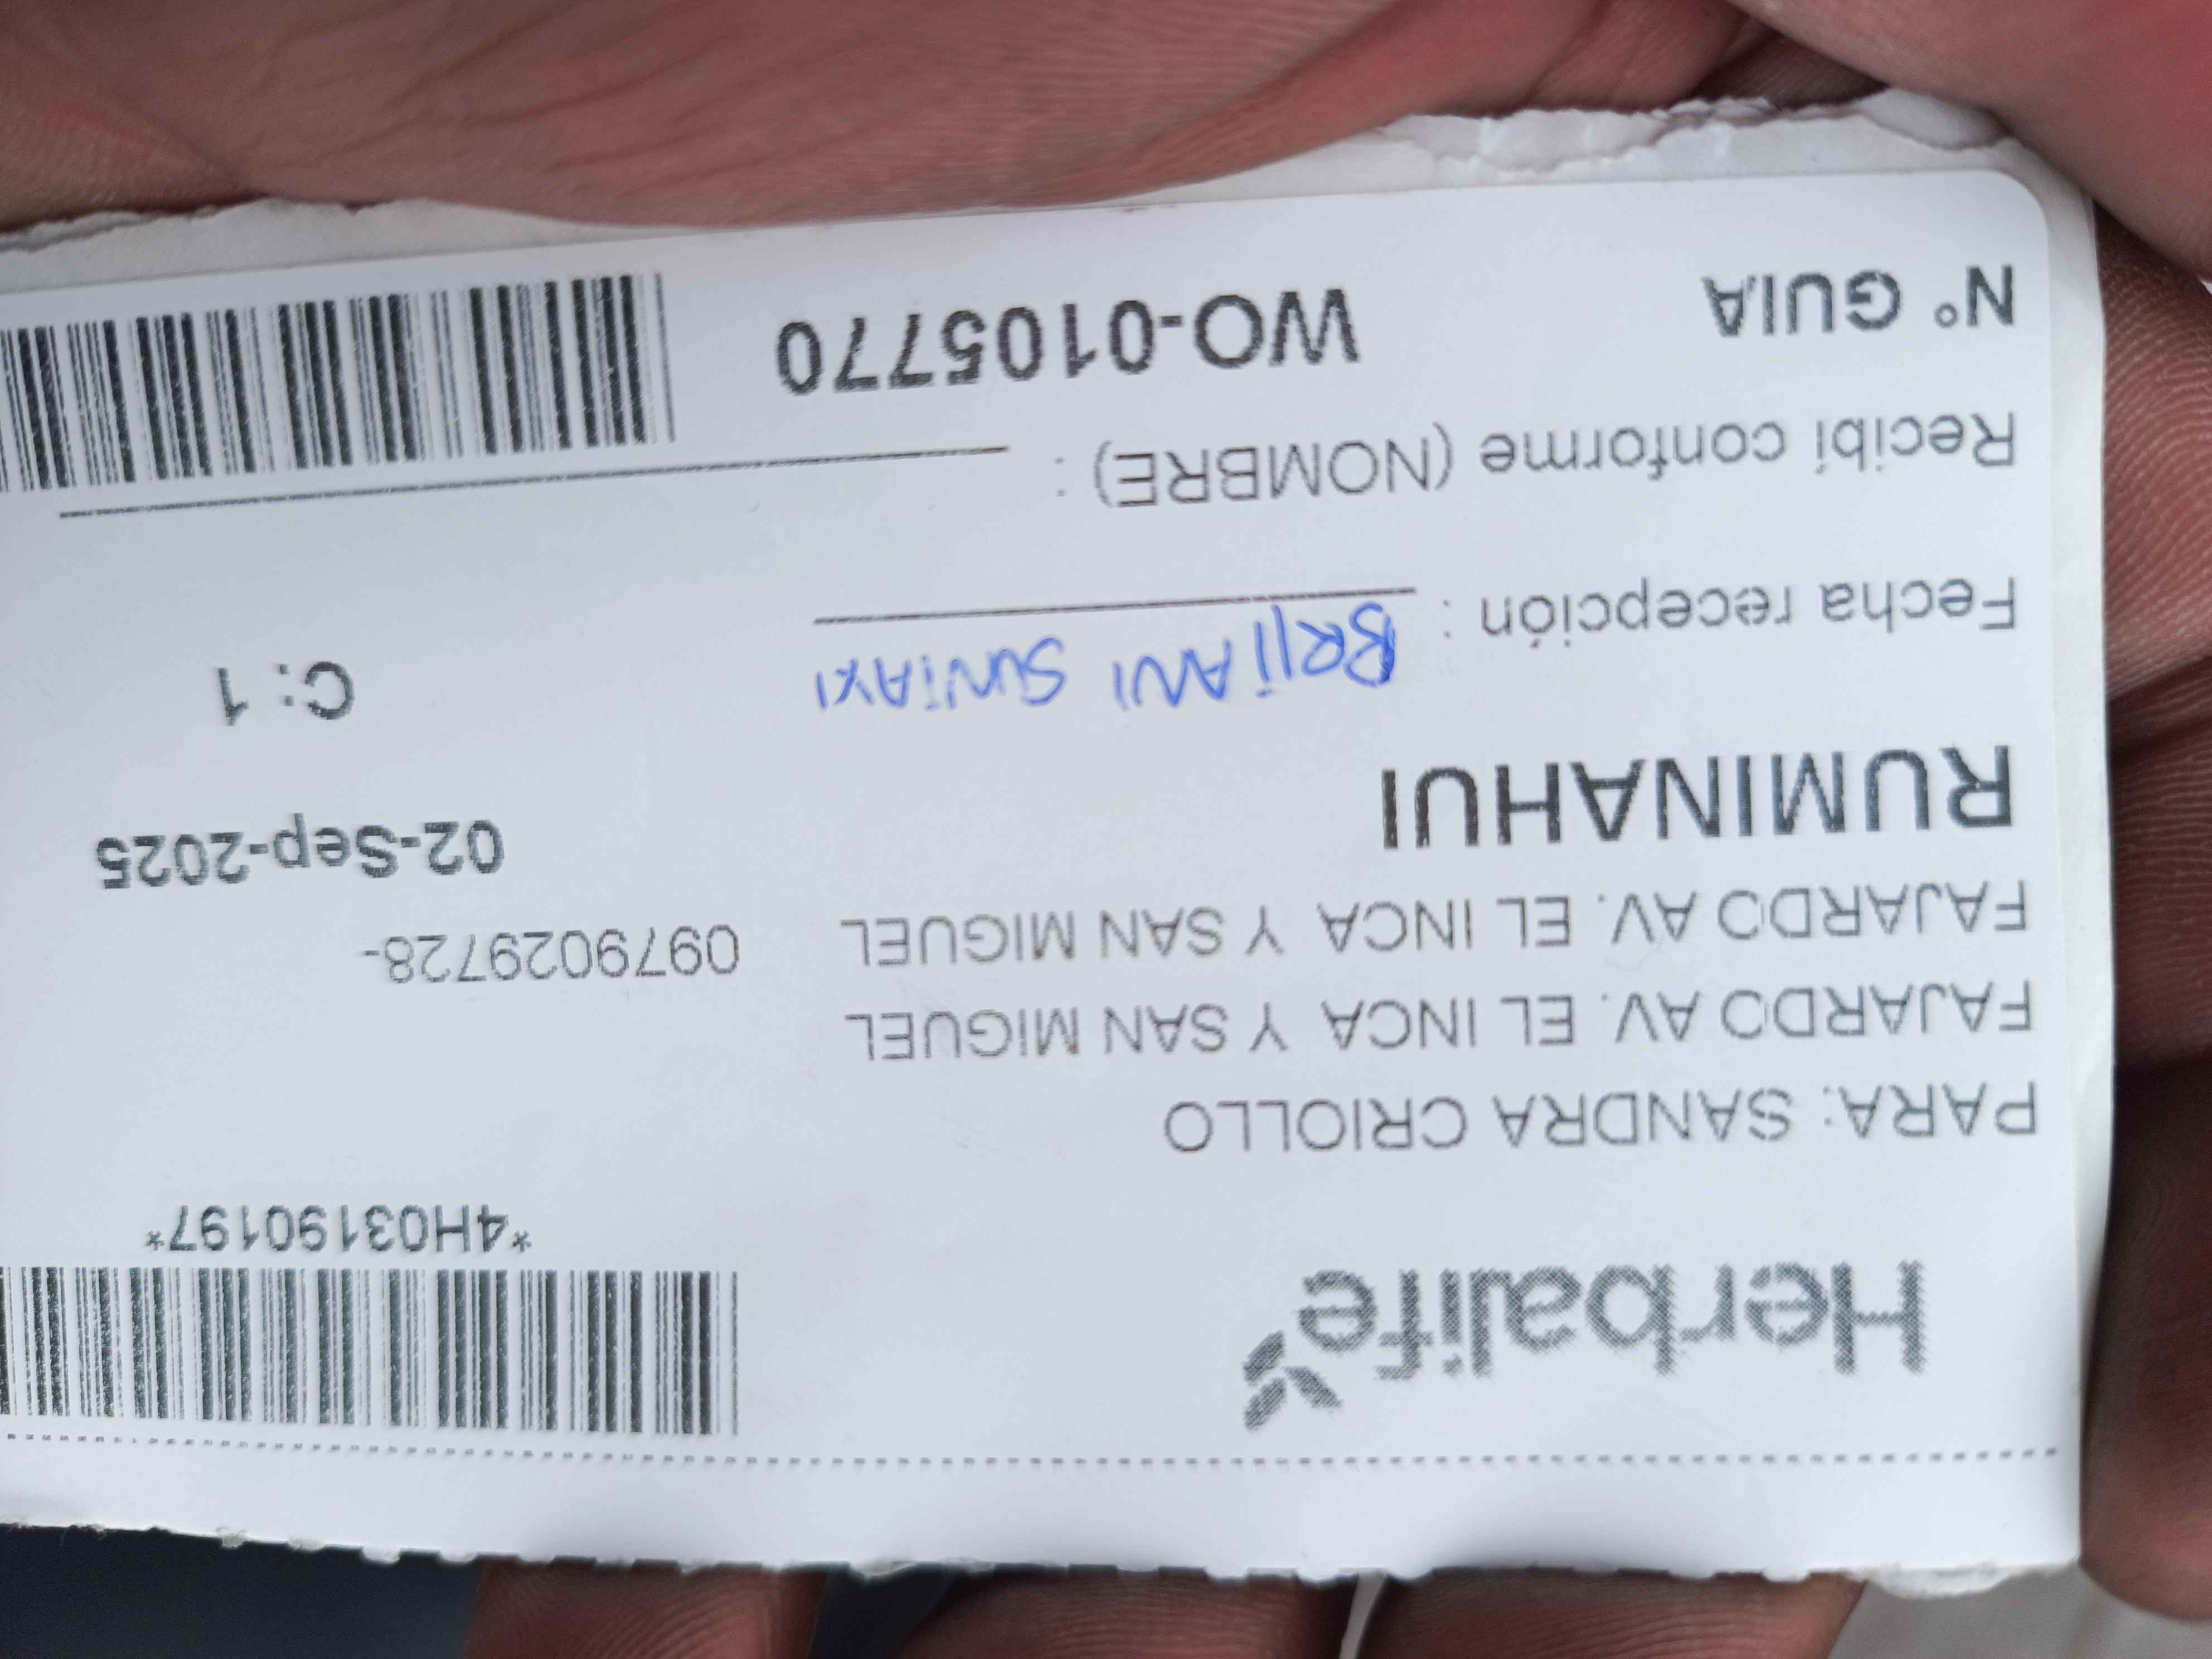 Herbalife
*4H03190197*
PARA: SANDRA CRIOLLO
FAJARDO AV. EL INCA Y SAN MIGUEL
FAJARDO AV. EL INCA Y SAN MIGUEL
0979029728-
RUMINAHUI
02-Sep-2025
C: 1
Fecha recepción :
SUNTAXI
Recibí conforme (NOMBRE) :
N° GUIA WO-0105770